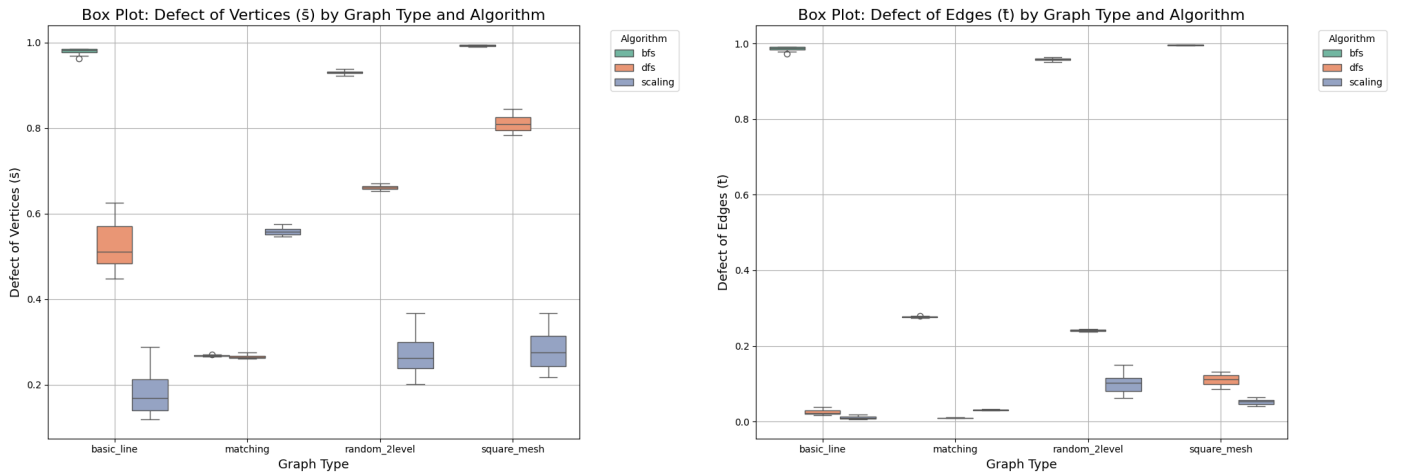 Box Plot: Defect of Vertices (s̄) by Graph Type and Algorithm
Defect of Vertices (s̄)
1.0
0.8
0.6
0.4
0.2
basic_line
matching
random_2level
square_mesh
Graph Type
Algorithm
bfs
dfs
scaling
Box Plot: Defect of Edges (t̄) by Graph Type and Algorithm
Defect of Edges (t̄)
1.0
0.8
0.6
0.4
0.2
0.0
basic_line
matching
random_2level
square_mesh
Graph Type
Algorithm
bfs
dfs
scaling